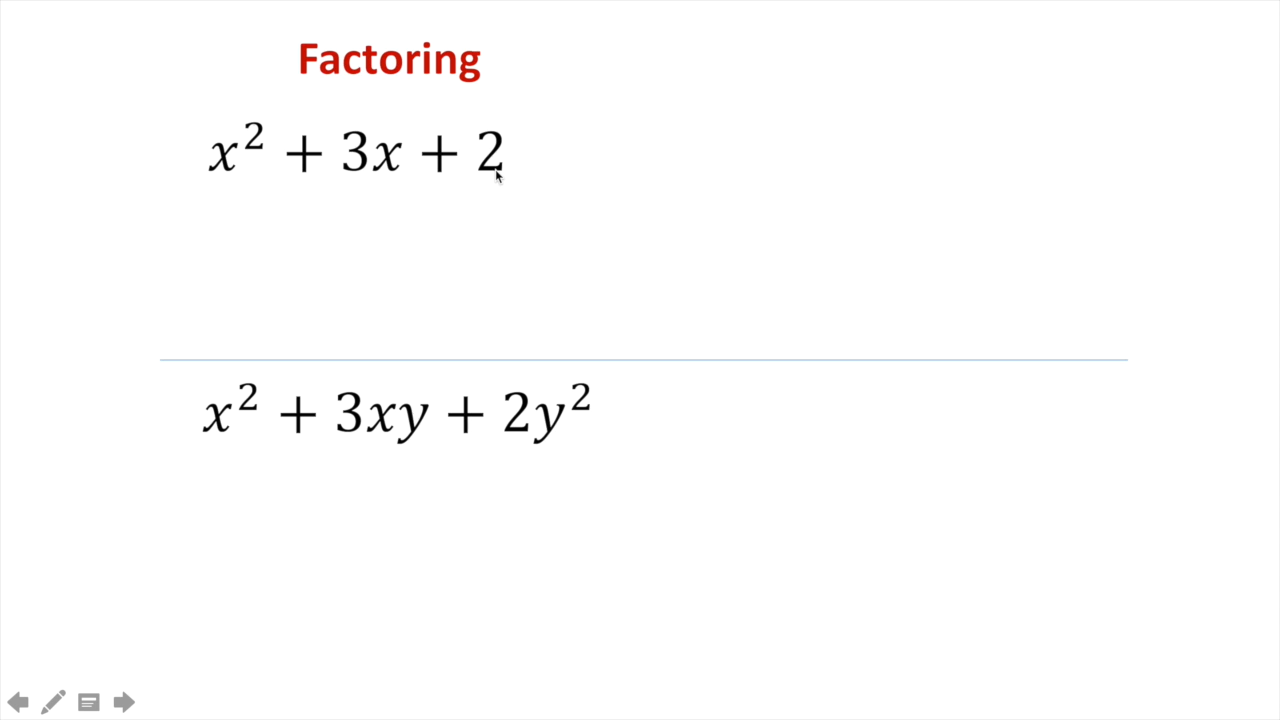 Factoring
x² + 3x + 2
x² + 3xy + 2y²